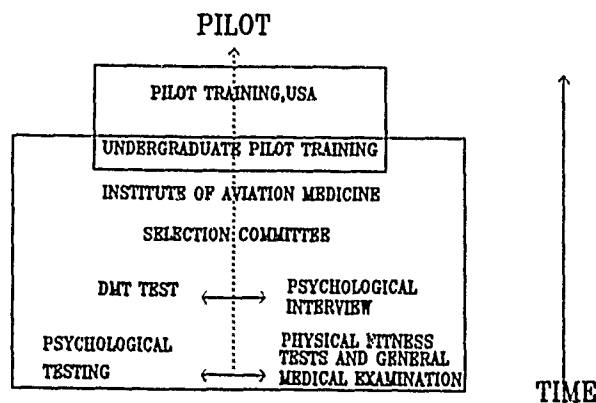 PILOT
PILOT TRAINING,USA
UNDERGRADUATE PILOT TRAINING
INSTITUTE OF AVIATION MEDICINE
SELECTION COMMITTEE
DMT TEST
PSYCHOLOGICAL
INTERVIEW
PSYCHOLOGICAL
TESTING
PHYSICAL FITNESS
TESTS AND GENERAL
MEDICAL EXAMINATION
TIME